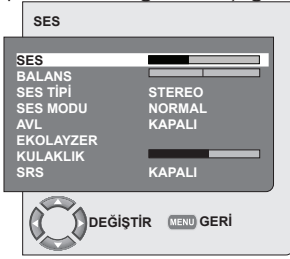 SES
SES
BALANS
SES TİPİ STEREO
SES MODU NORMAL
AVL KAPALI
EKOLAYZER
KULAKLIK
SRS KAPALI
DEĞİŞTİR MENU GERİ